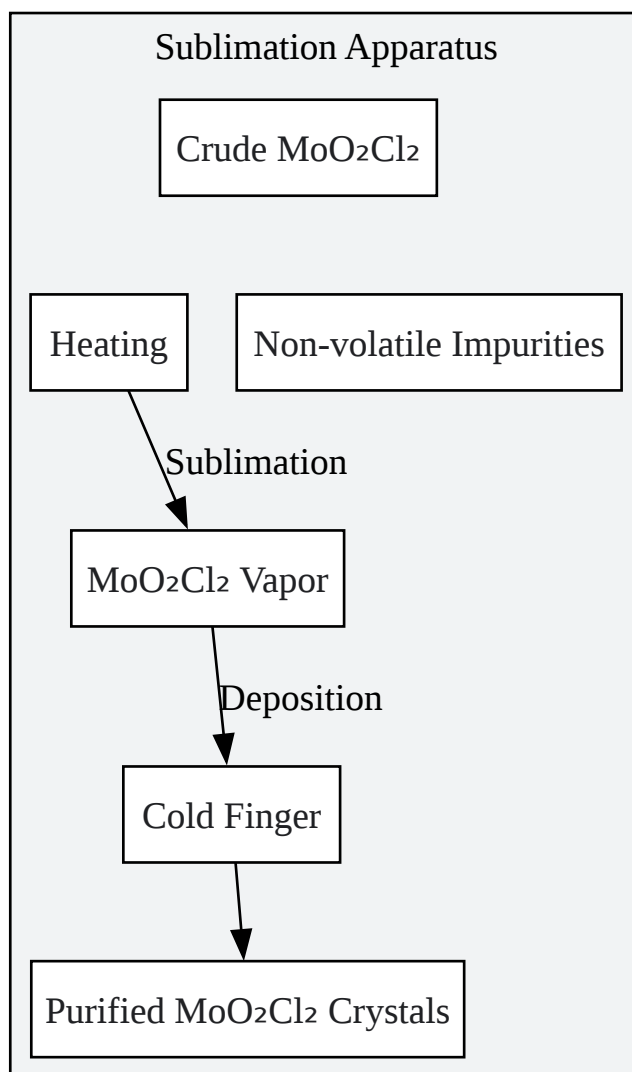 Sublimation Apparatus
Crude MoO₂Cl₂
Heating
Non-volatile Impurities
Sublimation
MoO₂Cl₂ Vapor
Deposition
Cold Finger
Purified MoO₂Cl₂ Crystals